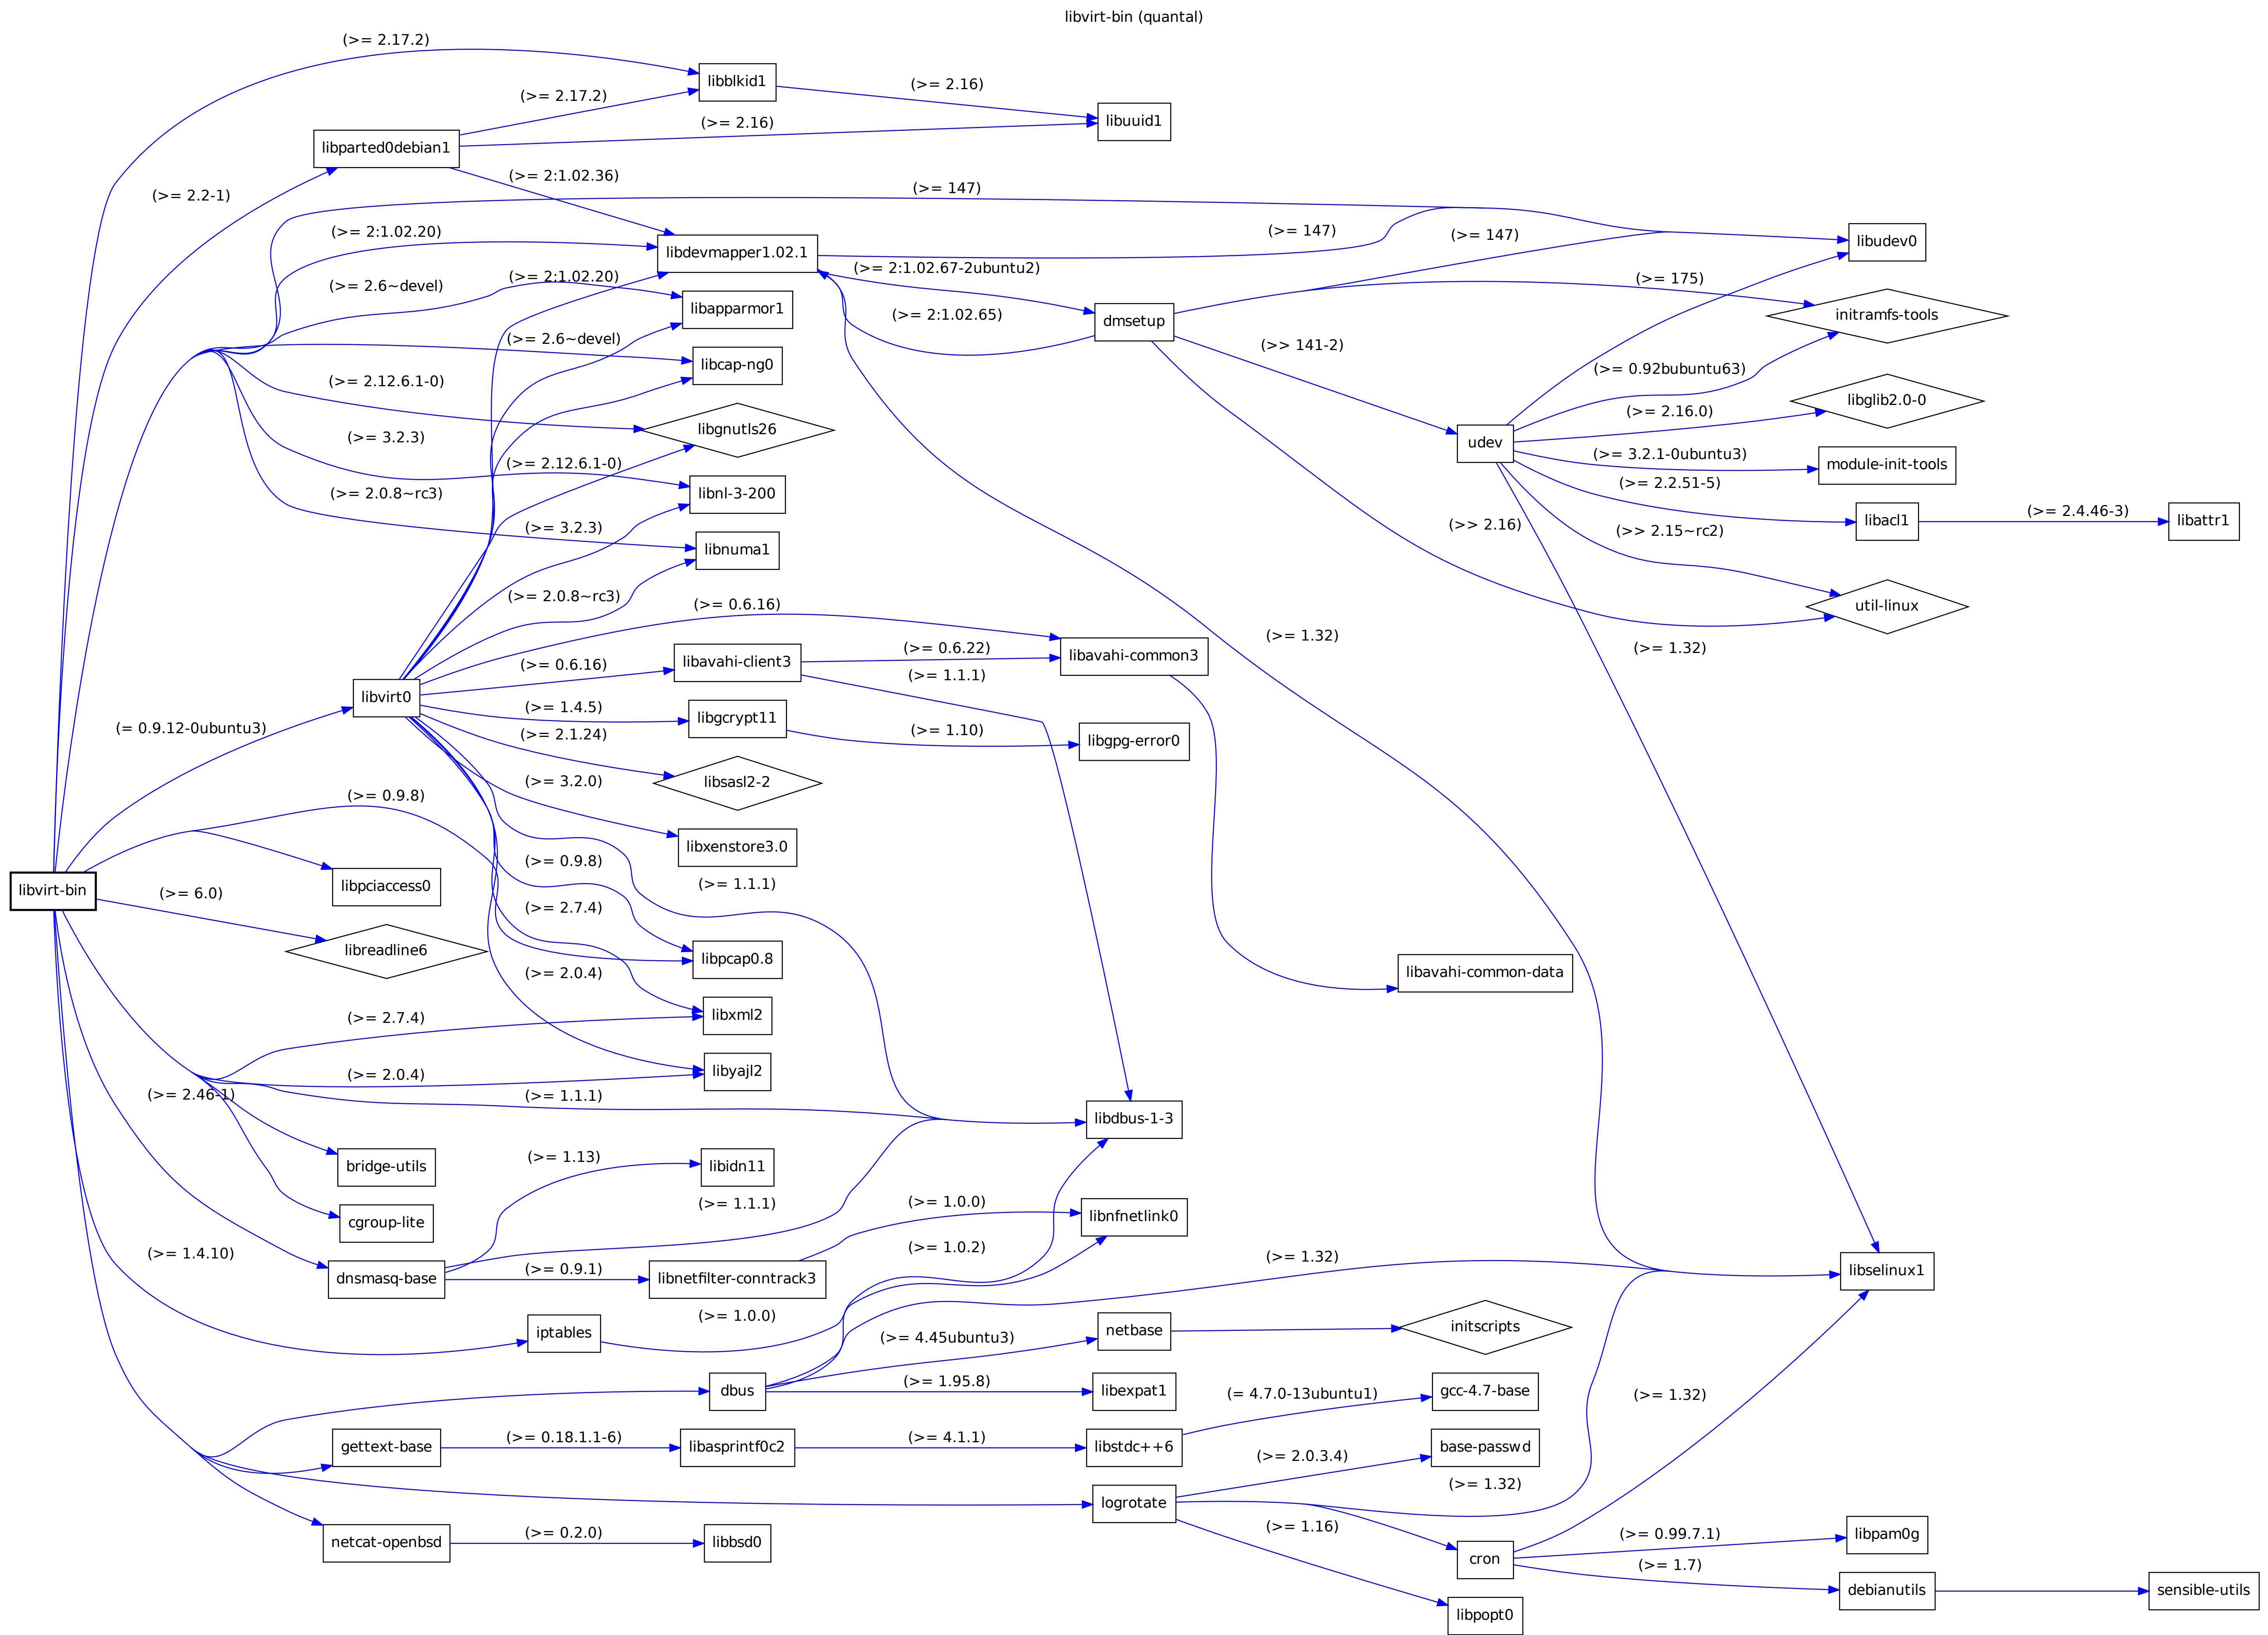 libvirt-bin (quantal)
(>= 2.17.2)
libblkid1
(>= 2.16)
(>= 2.17.2)
libuuid1
(>= 2.16)
libparted0debian1
(>= 2:1.02.36)
(>= 2.2-1)
(>= 147)
(>= 2:1.02.20)
(>= 147)
(>= 147)
libudev0
libdevmapper1.02.1
(>= 2:1.02.67-2ubuntu2)
(>= 2:1.02.20)
(>= 175)
(>= 2.6~devel)
libapparmor1
(>= 2:1.02.65)
dmsetup
initramfs-tools
(>= 2.6~devel)
(>> 141-2)
libcap-ng0
(>= 0.92bubuntu63)
(>= 2.12.6.1-0)
libglib2.0-0
(>= 2.16.0)
libgnutls26
(>= 3.2.3)
udev
(>= 3.2.1-0ubuntu3)
module-init-tools
(>= 2.12.6.1-0)
(>= 2.2.51-5)
(>= 2.0.8~rc3)
libnl-3-200
(>= 2.4.46-3)
libacl1
libattr1
(>= 3.2.3)
(>> 2.16)
(>> 2.15~rc2)
libnuma1
(>= 2.0.8~rc3)
(>= 0.6.16)
util-linux
(>= 1.32)
(>= 1.32)
(>= 0.6.22)
libavahi-common3
(>= 0.6.16)
libavahi-client3
(>= 1.1.1)
libvirt0
(>= 1.4.5)
libgcrypt11
(= 0.9.12-0ubuntu3)
(>= 2.1.24)
(>= 1.10)
libgpg-error0
(>= 3.2.0)
libsasl2-2
(>= 0.9.8)
libxenstore3.0
(>= 0.9.8)
(>= 1.1.1)
libpciaccess0
libvirt-bin
(>= 6.0)
(>= 2.7.4)
libreadline6
libpcap0.8
(>= 2.0.4)
libavahi-common-data
(>= 2.7.4)
libxml2
(>= 2.0.4)
libyajl2
(>= 2.46-1)
(>= 1.1.1)
libdbus-1-3
(>= 1.13)
bridge-utils
libidn11
(>= 1.1.1)
(>= 1.0.0)
cgroup-lite
libnfnetlink0
(>= 1.4.10)
(>= 1.0.2)
(>= 1.32)
dnsmasq-base
(>= 0.9.1)
libnetfilter-conntrack3
libselinux1
(>= 1.0.0)
iptables
(>= 4.45ubuntu3)
netbase
initscripts
dbus
(>= 1.95.8)
libexpat1
(= 4.7.0-13ubuntu1)
gcc-4.7-base
(>= 1.32)
gettext-base
(>= 0.18.1.1-6)
libasprintf0c2
(>= 4.1.1)
libstdc++6
(>= 2.0.3.4)
base-passwd
(>= 1.32)
logrotate
(>= 1.16)
netcat-openbsd
(>= 0.2.0)
libbsd0
cron
(>= 0.99.7.1)
libpam0g
(>= 1.7)
debianutils
sensible-utils
libpopt0